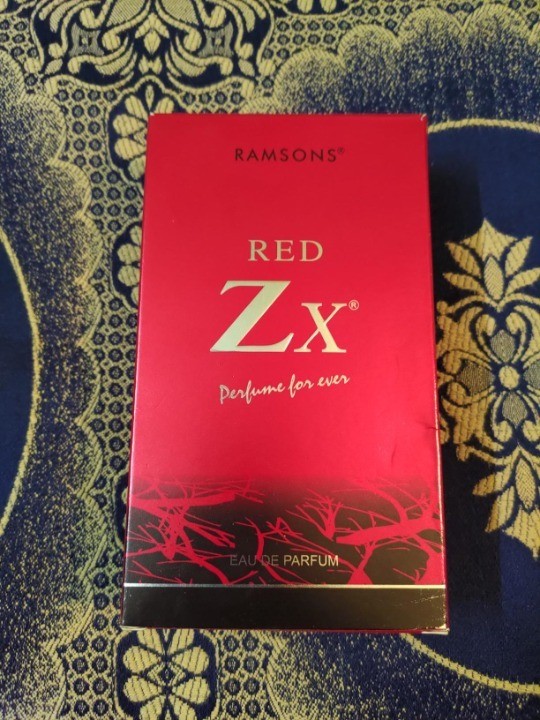 RAMSONS®
RED
Zx®
Perfume for ever
EAU DE PARFUM